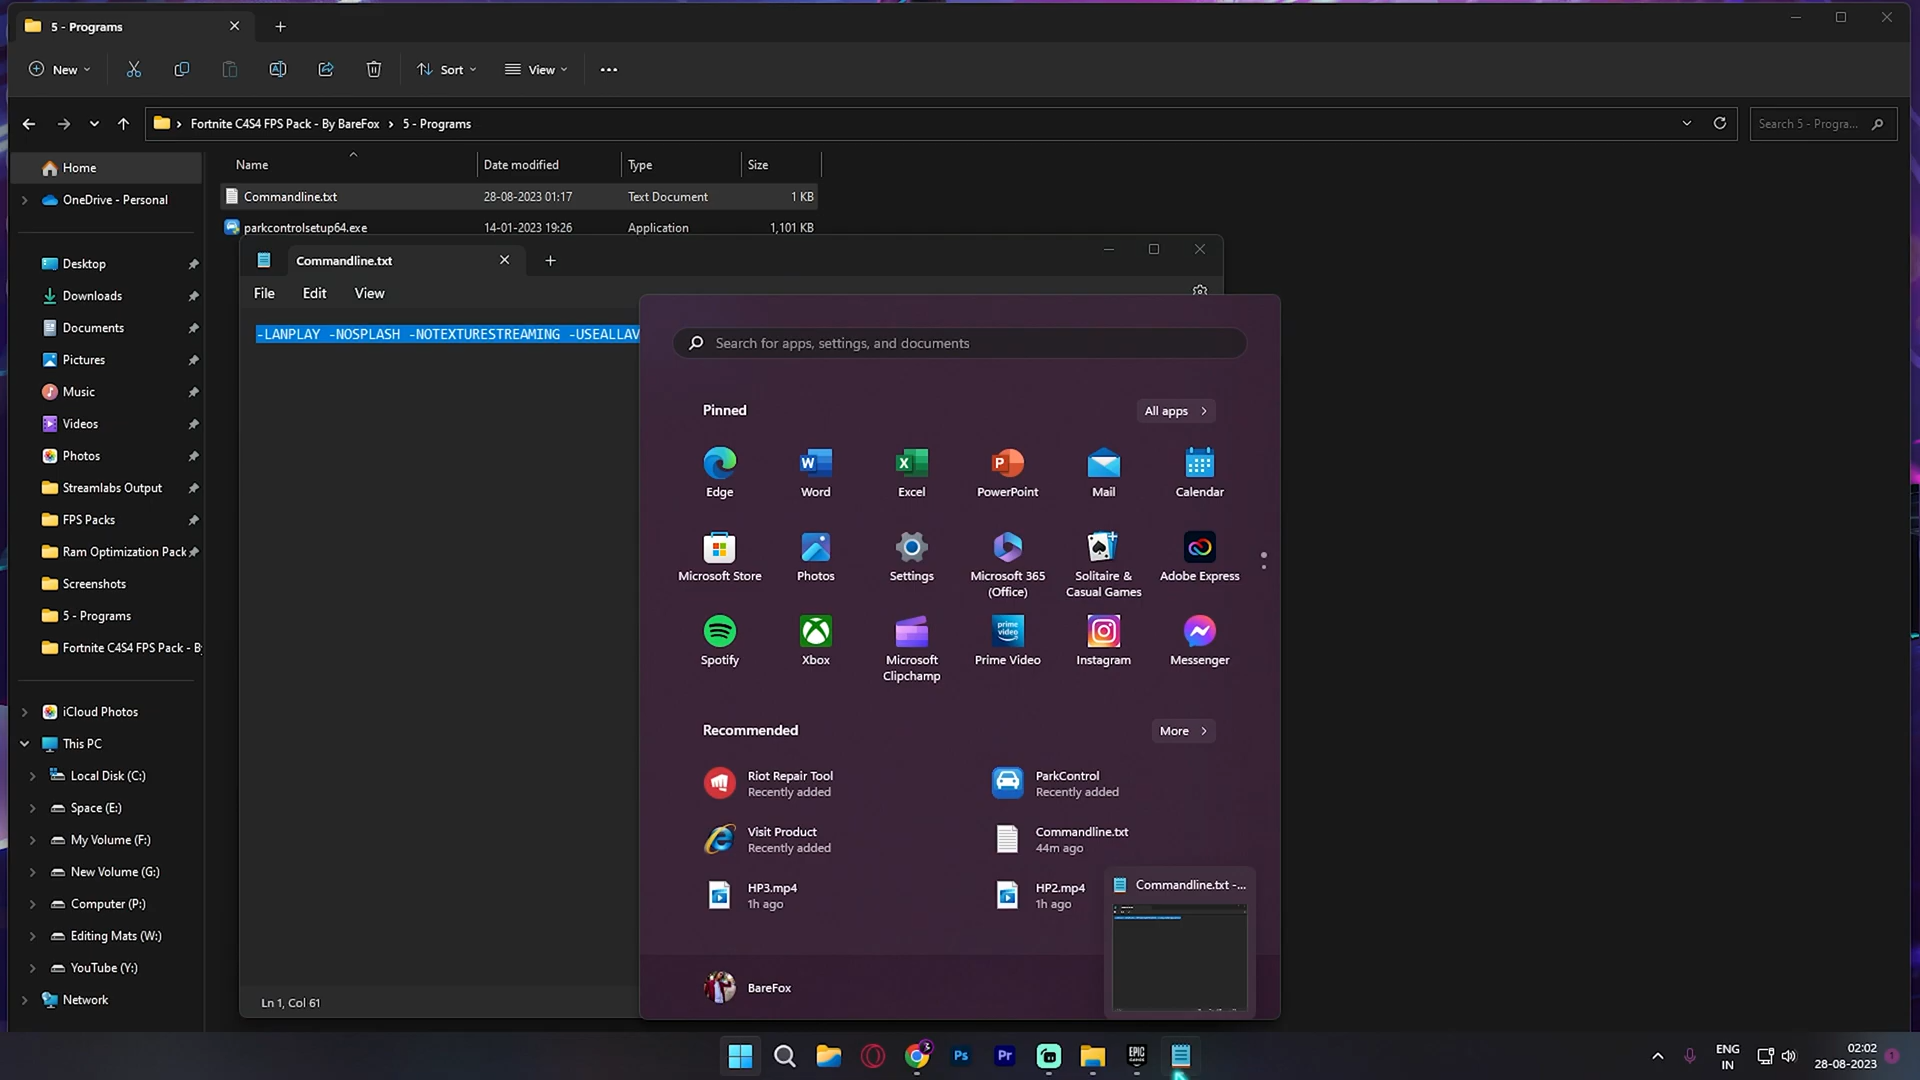 5 - Programs
New
Sort
View
Fortnite C4S4 FPS Pack - By BareFox
5 - Programs
Search 5 - Progra...
Home
OneDrive - Personal
Desktop
Downloads
Documents
Pictures
Music
Videos
Photos
Streamlabs Output
FPS Packs
Ram Optimization Pack
Screenshots
5 - Programs
Fortnite C4S4 FPS Pack - B
iCloud Photos
This PC
Local Disk (C:)
Space (E:)
My Volume (F:)
New Volume (G:)
Computer (P:)
Editing Mats (W:)
YouTube (Y:)
Network
Name Date modified Type Size
Commandline.txt 28-08-2023 01:17 Text Document 1 KB
parkcontrolsetup64.exe 14-01-2023 19:26 Application 1,101 KB
Commandline.txt
File Edit View
-LANPLAY -NOSPLASH -NOTEXTURESTREAMING -USEALLAV
Ln 1, Col 61
Search for apps, settings, and documents
Pinned
All apps
Edge
Word
Excel
PowerPoint
Mail
Calendar
Microsoft Store
Photos
Settings
Microsoft 365
(Office)
Solitaire &
Casual Games
Adobe Express
Spotify
Xbox
Microsoft
Clipchamp
prime
video
Prime Video
Instagram
Messenger
Recommended
More
Riot Repair Tool
Recently added
ParkControl
Recently added
Visit Product
Recently added
Commandline.txt
44m ago
HP3.mp4
1h ago
HP2.mp4
1h ago
Commandline.txt -...
BareFox
Ps
Pr
EPIC
GAMES
ENG
IN
02:02
28-08-2023
1